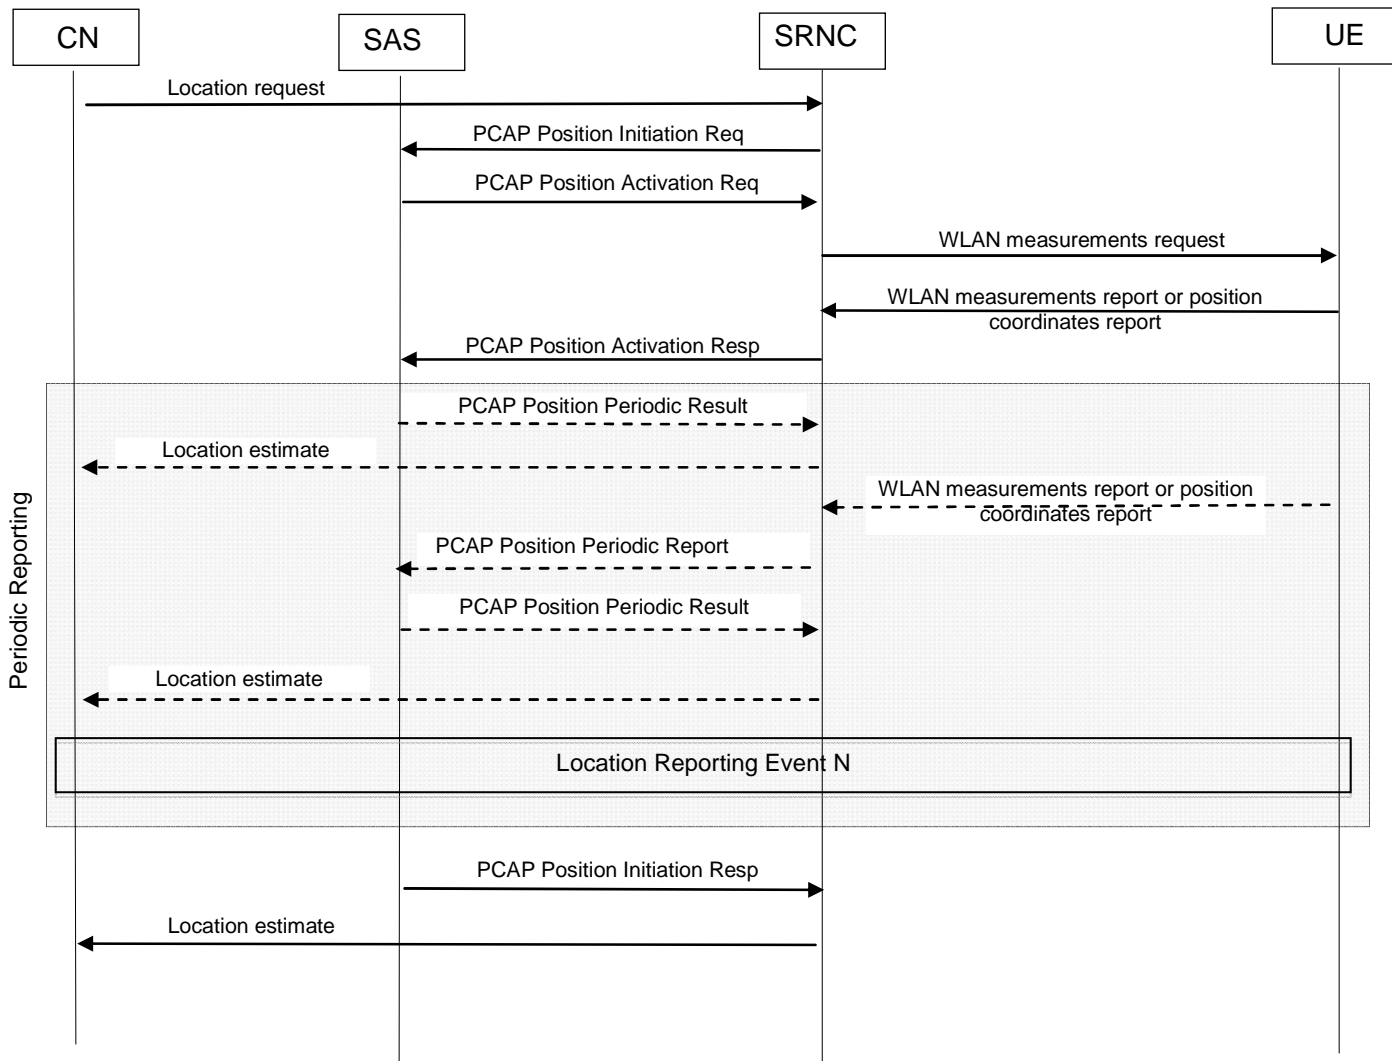 CN
SAS
SRNC
UE
Location request
PCAP Position Initiation Req
PCAP Position Activation Req
WLAN measurements request
WLAN measurements report or position
coordinates report
PCAP Position Activation Resp
Periodic Reporting
PCAP Position Periodic Result
Location estimate
WLAN measurements report or position
coordinates report
PCAP Position Periodic Report
PCAP Position Periodic Result
Location estimate
Location Reporting Event N
PCAP Position Initiation Resp
Location estimate